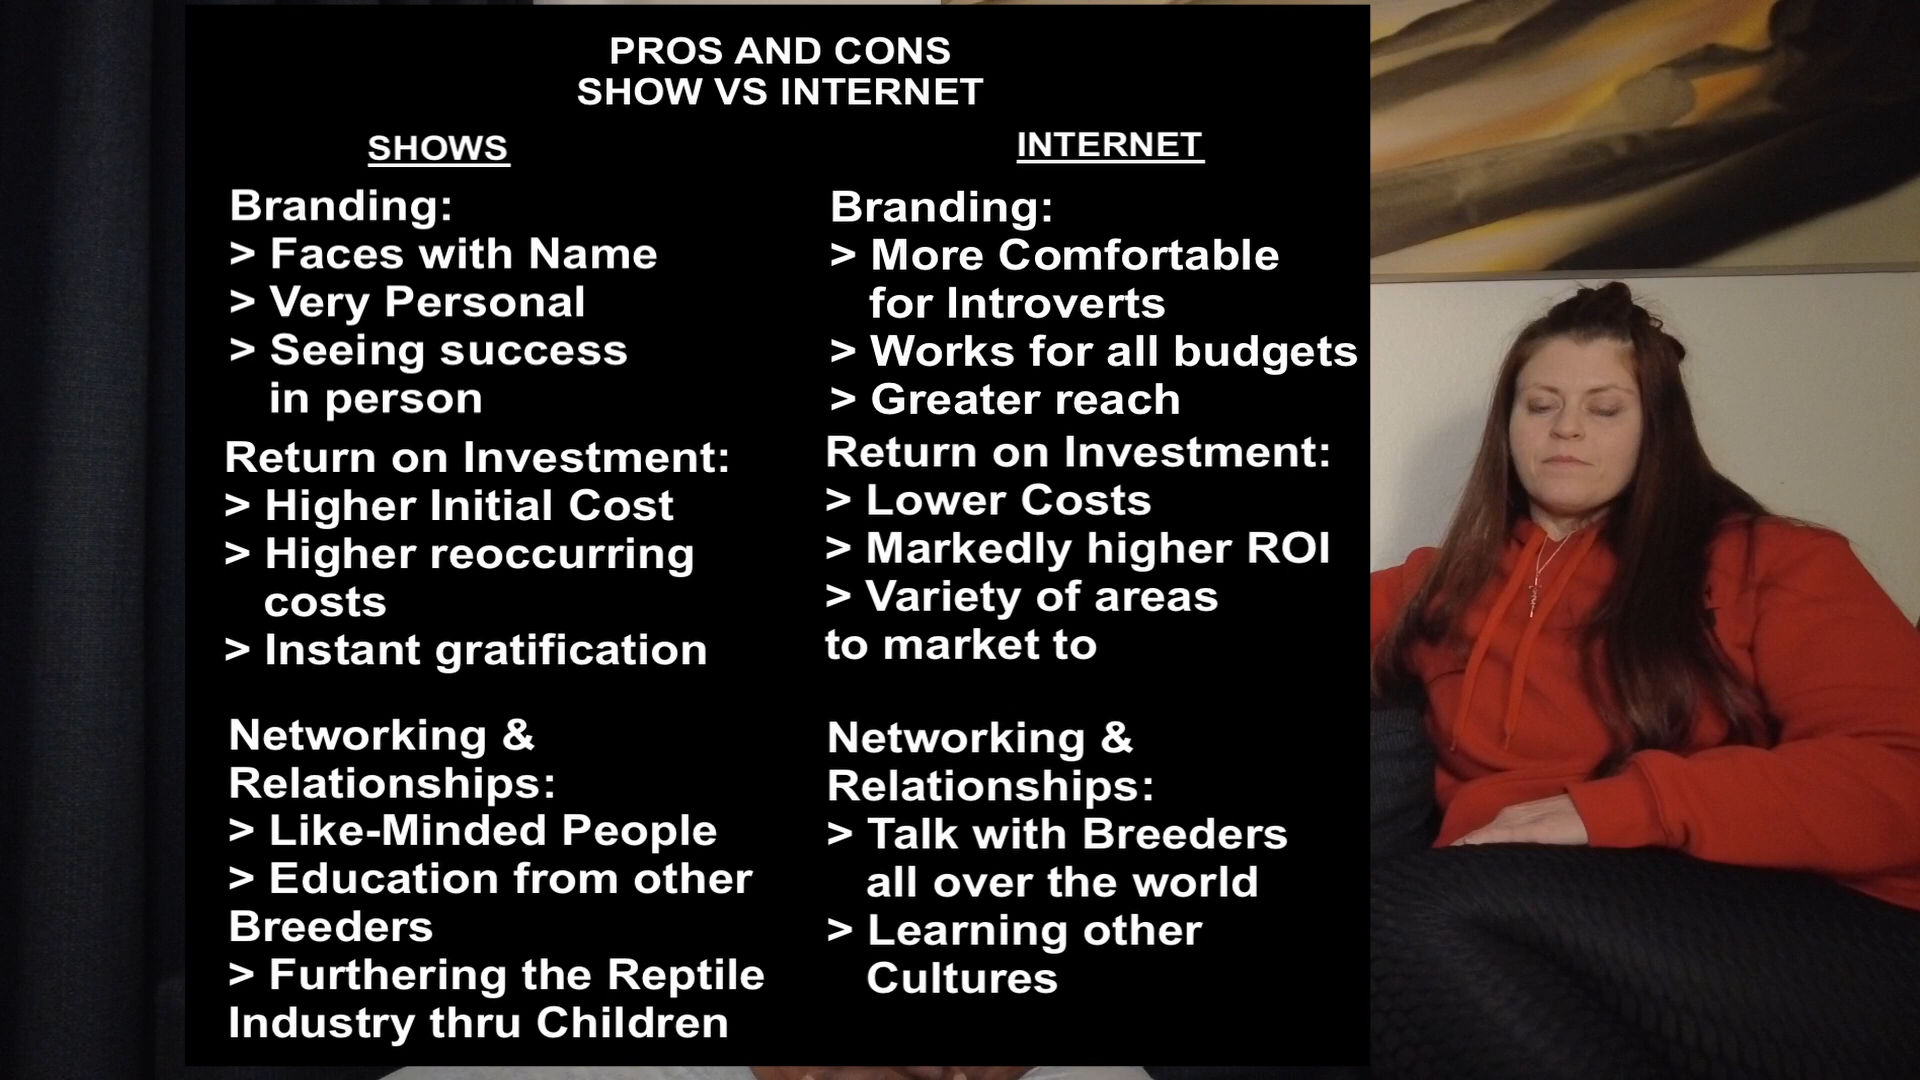 PROS AND CONS
SHOW VS INTERNET
SHOWS
Branding:
> Faces with Name
> Very Personal
> Seeing success
in person
Return on Investment:
> Higher Initial Cost
> Higher reoccurring
costs
> Instant gratification
Networking &
Relationships:
> Like-Minded People
> Education from other
Breeders
> Furthering the Reptile
Industry thru Children
INTERNET
Branding:
> More Comfortable
for Introverts
> Works for all budgets
> Greater reach
Return on Investment:
> Lower Costs
> Markedly higher ROI
> Variety of areas
to market to
Networking &
Relationships:
> Talk with Breeders
all over the world
> Learning other
Cultures